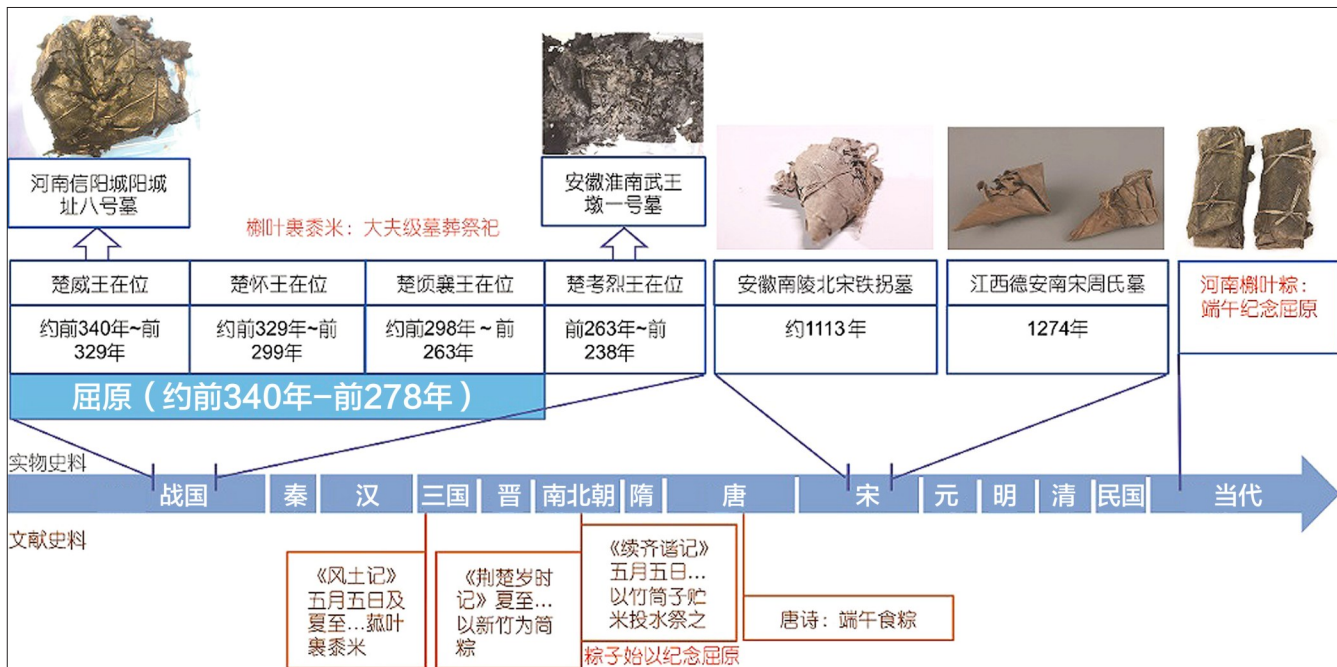 河南信阳城阳城
址八号墓
槲叶裹黍米：大夫级墓葬祭祀
安徽淮南武王
墩一号墓
楚威王在位
楚怀王在位
楚顷襄王在位
楚考烈王在位
安徽南陵北宋铁拐墓
江西德安南宋周氏墓
河南槲叶粽：
端午纪念屈原
约前340年~前
329年
约前329年~前
299年
约前298年~前
263年
前263年~前
238年
约1113年
1274年
屈原（约前340年-前278年）
实物史料
战国
秦
汉
三国
晋
南北朝
隋
唐
宋
元
明
清
民国
当代
文献史料
《风土记》
五月五日及
夏至...菰叶
裹黍米
《荆楚岁时
记》夏至...
以新竹为筒
粽
《续齐谐记》
五月五日...
以竹筒子贮
米投水祭之
粽子始以纪念屈原
唐诗：端午食粽